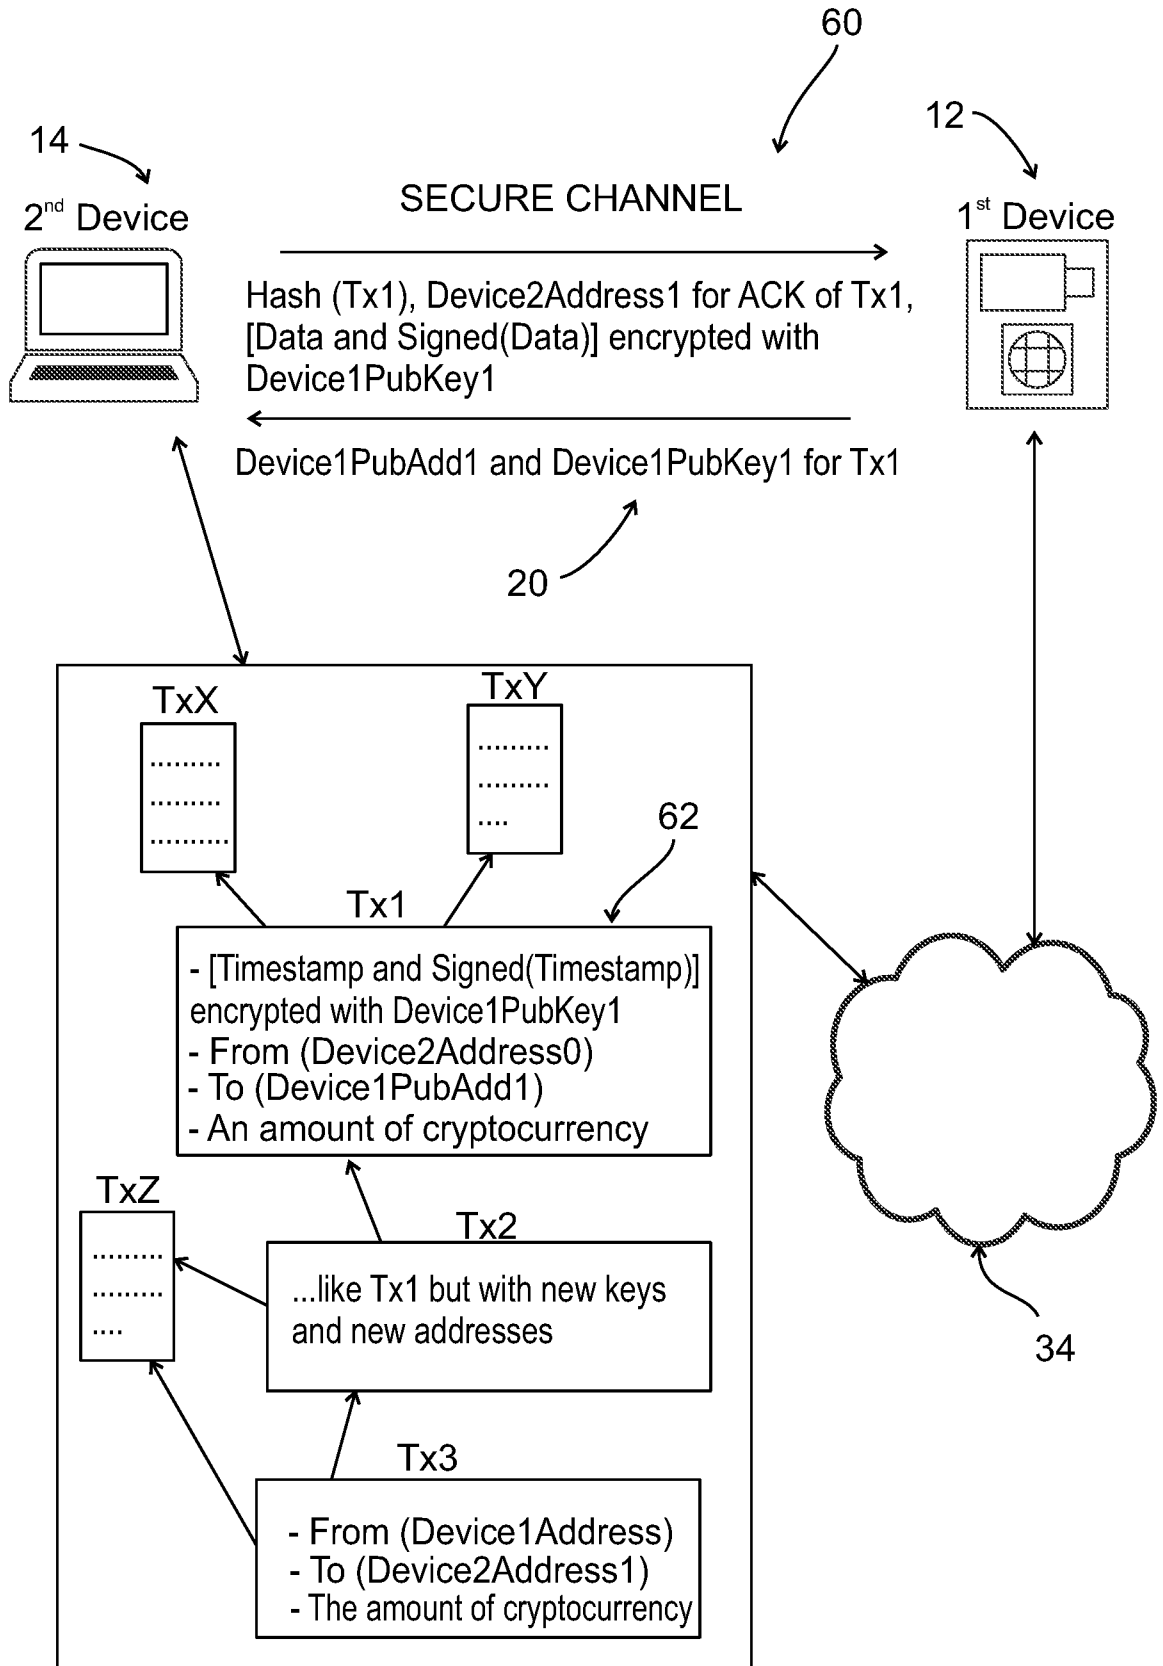 60
14
12
SECURE CHANNEL
2nd Device
1st Device
Hash (Tx1), Device2Address1 for ACK of Tx1,
[Data and Signed(Data)] encrypted with
Device1PubKey1
Device1PubAdd1 and Device1PubKey1 for Tx1
20
TxX
TxY
.........
.........
..........
.........
.........
....
62
Tx1
- [Timestamp and Signed(Timestamp)]
encrypted with Device1PubKey1
- From (Device2Address0)
- To (Device1PubAdd1)
- An amount of cryptocurrency
TxZ
.........
.........
....
Tx2
...like Tx1 but with new keys
and new addresses
34
Tx3
- From (Device1Address)
- To (Device2Address1)
- The amount of cryptocurrency